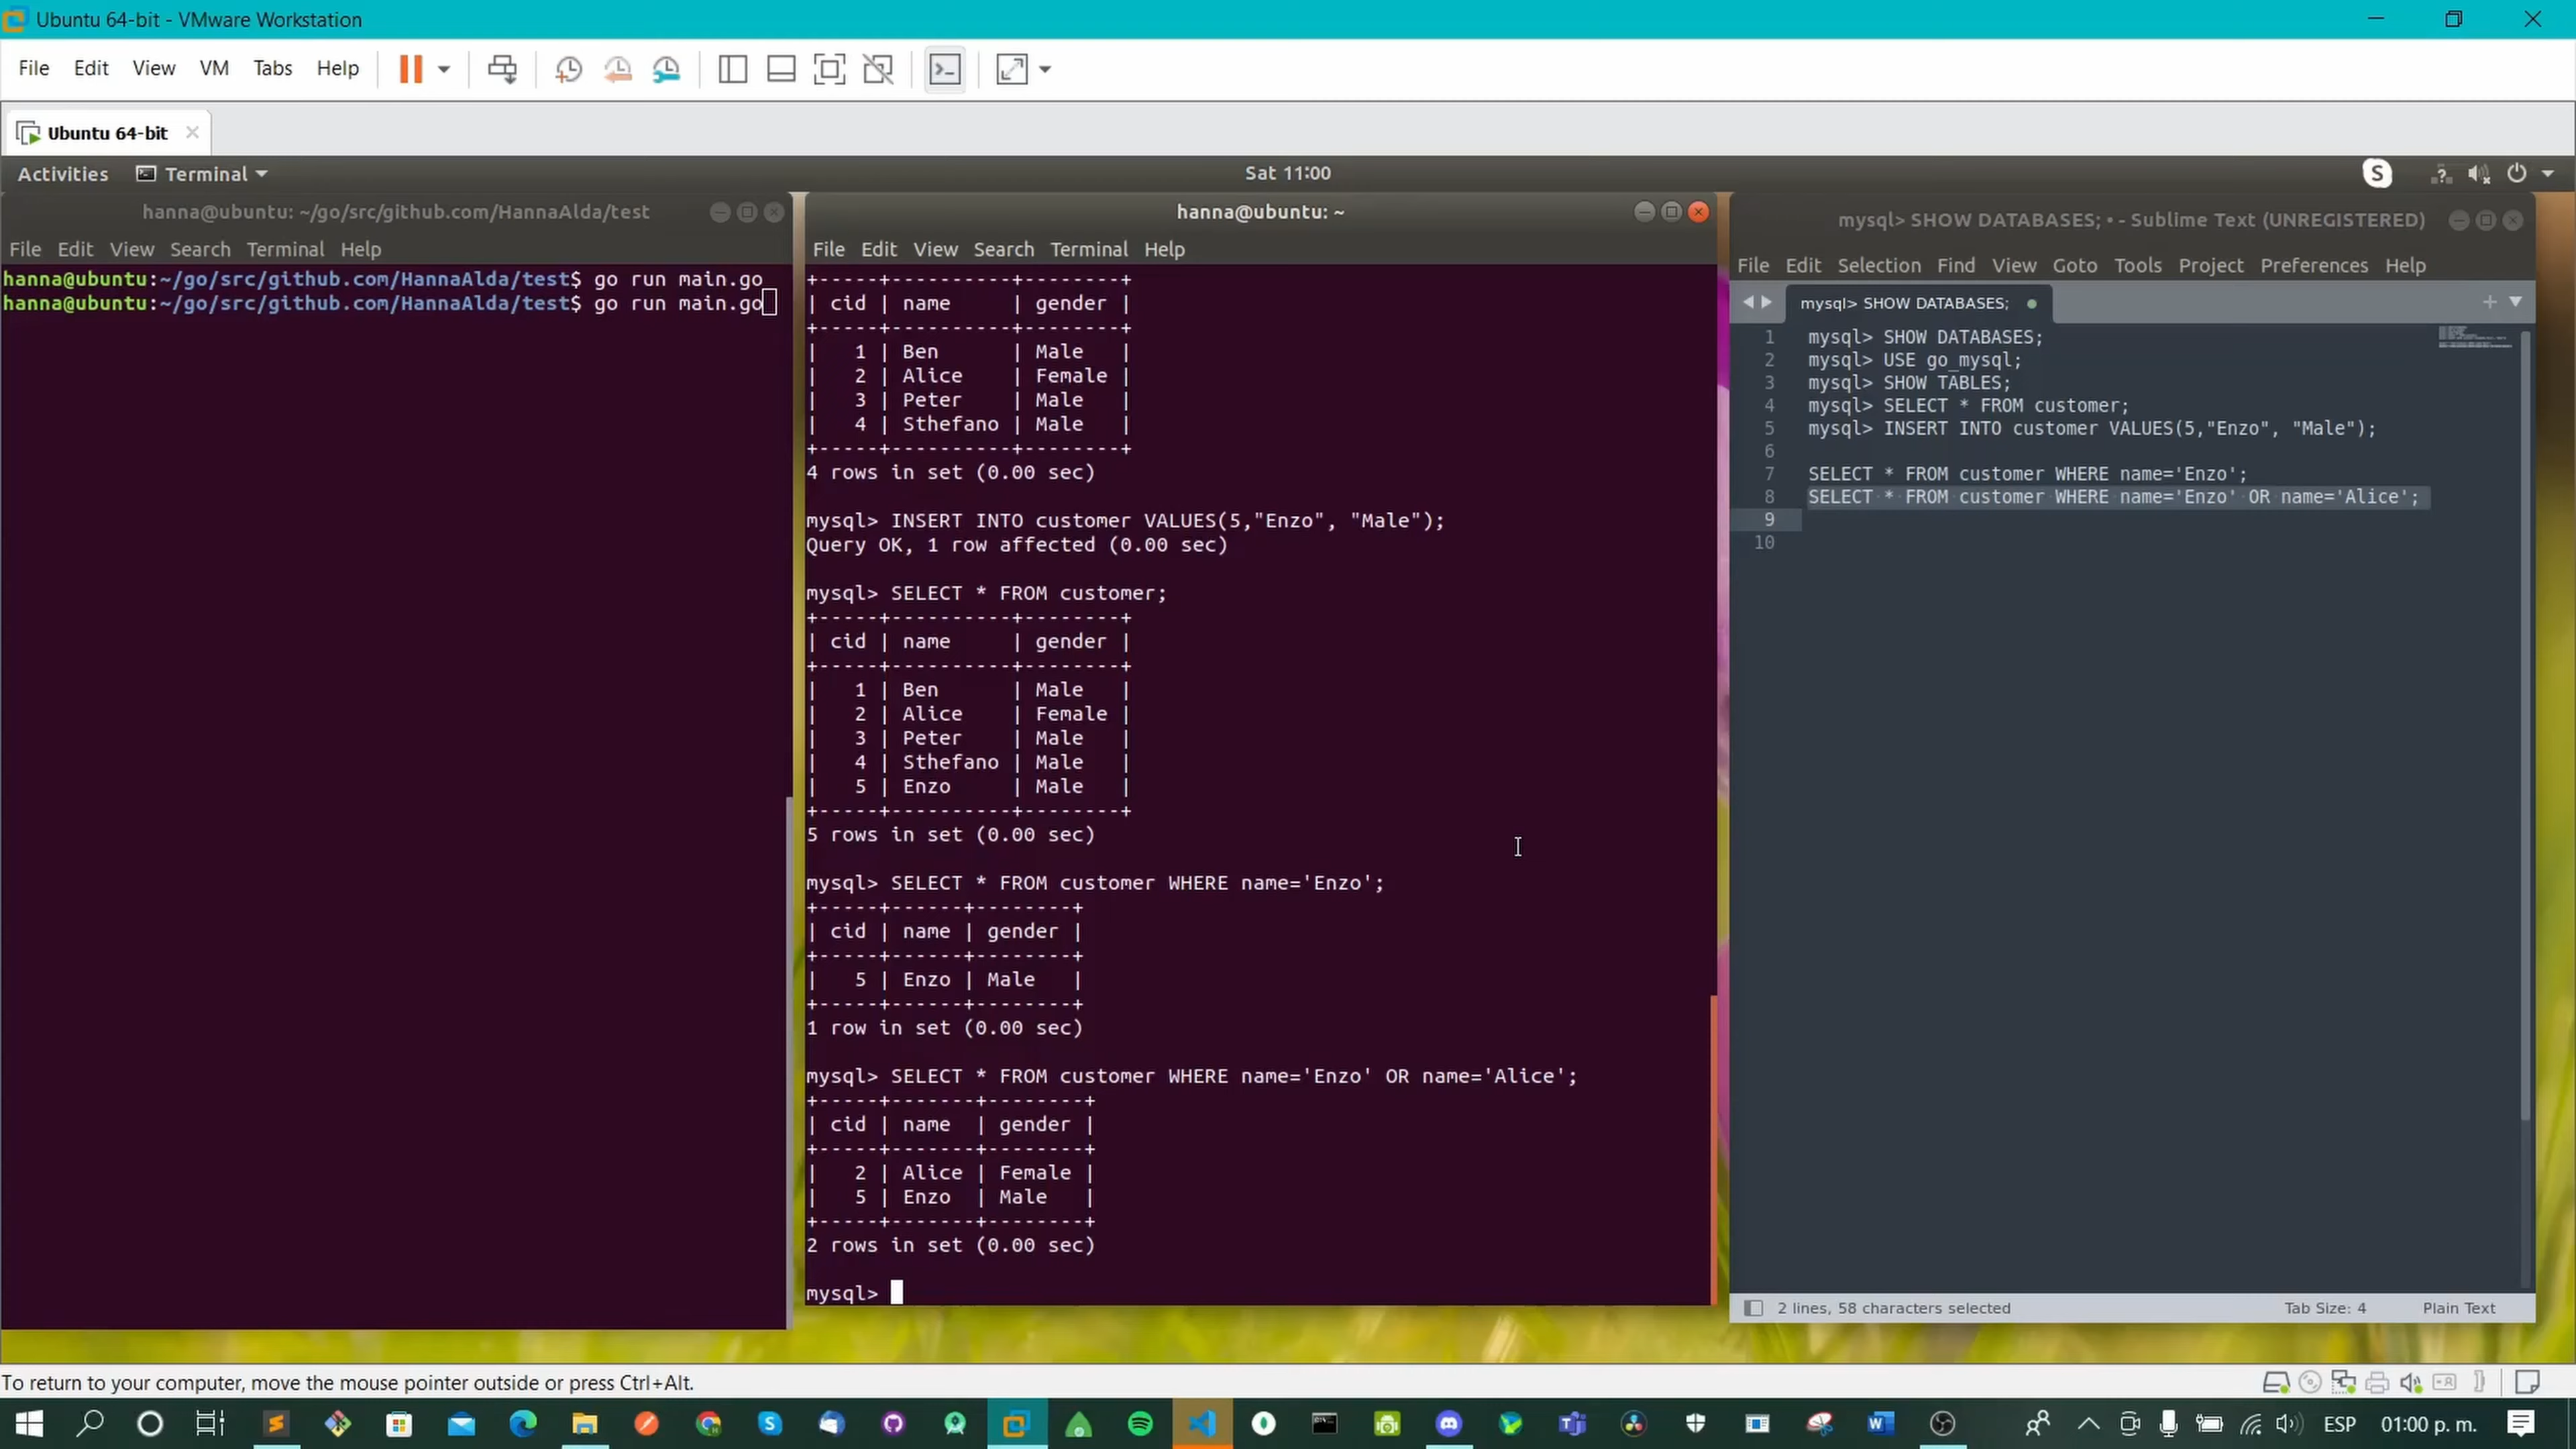 Ubuntu 64-bit - VMware Workstation
File Edit View VM Tabs Help
Ubuntu 64-bit
Activities Terminal Sat 11:00
hanna@ubuntu: ~/go/src/github.com/HannaAlda/test
File Edit View Search Terminal Help
hanna@ubuntu:~/go/src/github.com/HannaAlda/test$ go run main.go
hanna@ubuntu:~/go/src/github.com/HannaAlda/test$ go run main.go
hanna@ubuntu: ~
File Edit View Search Terminal Help
+-----+----------+--------+
| cid | name     | gender |
+-----+----------+--------+
|   1 | Ben      | Male   |
|   2 | Alice    | Female |
|   3 | Peter    | Male   |
|   4 | Sthefano | Male   |
+-----+----------+--------+
4 rows in set (0.00 sec)
mysql> INSERT INTO customer VALUES(5,"Enzo", "Male");
Query OK, 1 row affected (0.00 sec)
mysql> SELECT * FROM customer;
+-----+----------+--------+
| cid | name     | gender |
+-----+----------+--------+
|   1 | Ben      | Male   |
|   2 | Alice    | Female |
|   3 | Peter    | Male   |
|   4 | Sthefano | Male   |
|   5 | Enzo     | Male   |
+-----+----------+--------+
5 rows in set (0.00 sec)
mysql> SELECT * FROM customer WHERE name='Enzo';
+-----+------+--------+
| cid | name | gender |
+-----+------+--------+
|   5 | Enzo | Male   |
+-----+------+--------+
1 row in set (0.00 sec)
mysql> SELECT * FROM customer WHERE name='Enzo' OR name='Alice';
+-----+-------+--------+
| cid | name  | gender |
+-----+-------+--------+
|   2 | Alice | Female |
|   5 | Enzo  | Male   |
+-----+-------+--------+
2 rows in set (0.00 sec)
mysql>
mysql> SHOW DATABASES; • - Sublime Text (UNREGISTERED)
File Edit Selection Find View Goto Tools Project Preferences Help
mysql> SHOW DATABASES;
1 mysql> SHOW DATABASES;
2 mysql> USE go_mysql;
3 mysql> SHOW TABLES;
4 mysql> SELECT * FROM customer;
5 mysql> INSERT INTO customer VALUES(5,"Enzo", "Male");
6
7 SELECT * FROM customer WHERE name='Enzo';
8 SELECT * FROM customer WHERE name='Enzo' OR name='Alice';
9
10
2 lines, 58 characters selected Tab Size: 4 Plain Text
To return to your computer, move the mouse pointer outside or press Ctrl+Alt.
ESP 01:00 p. m.